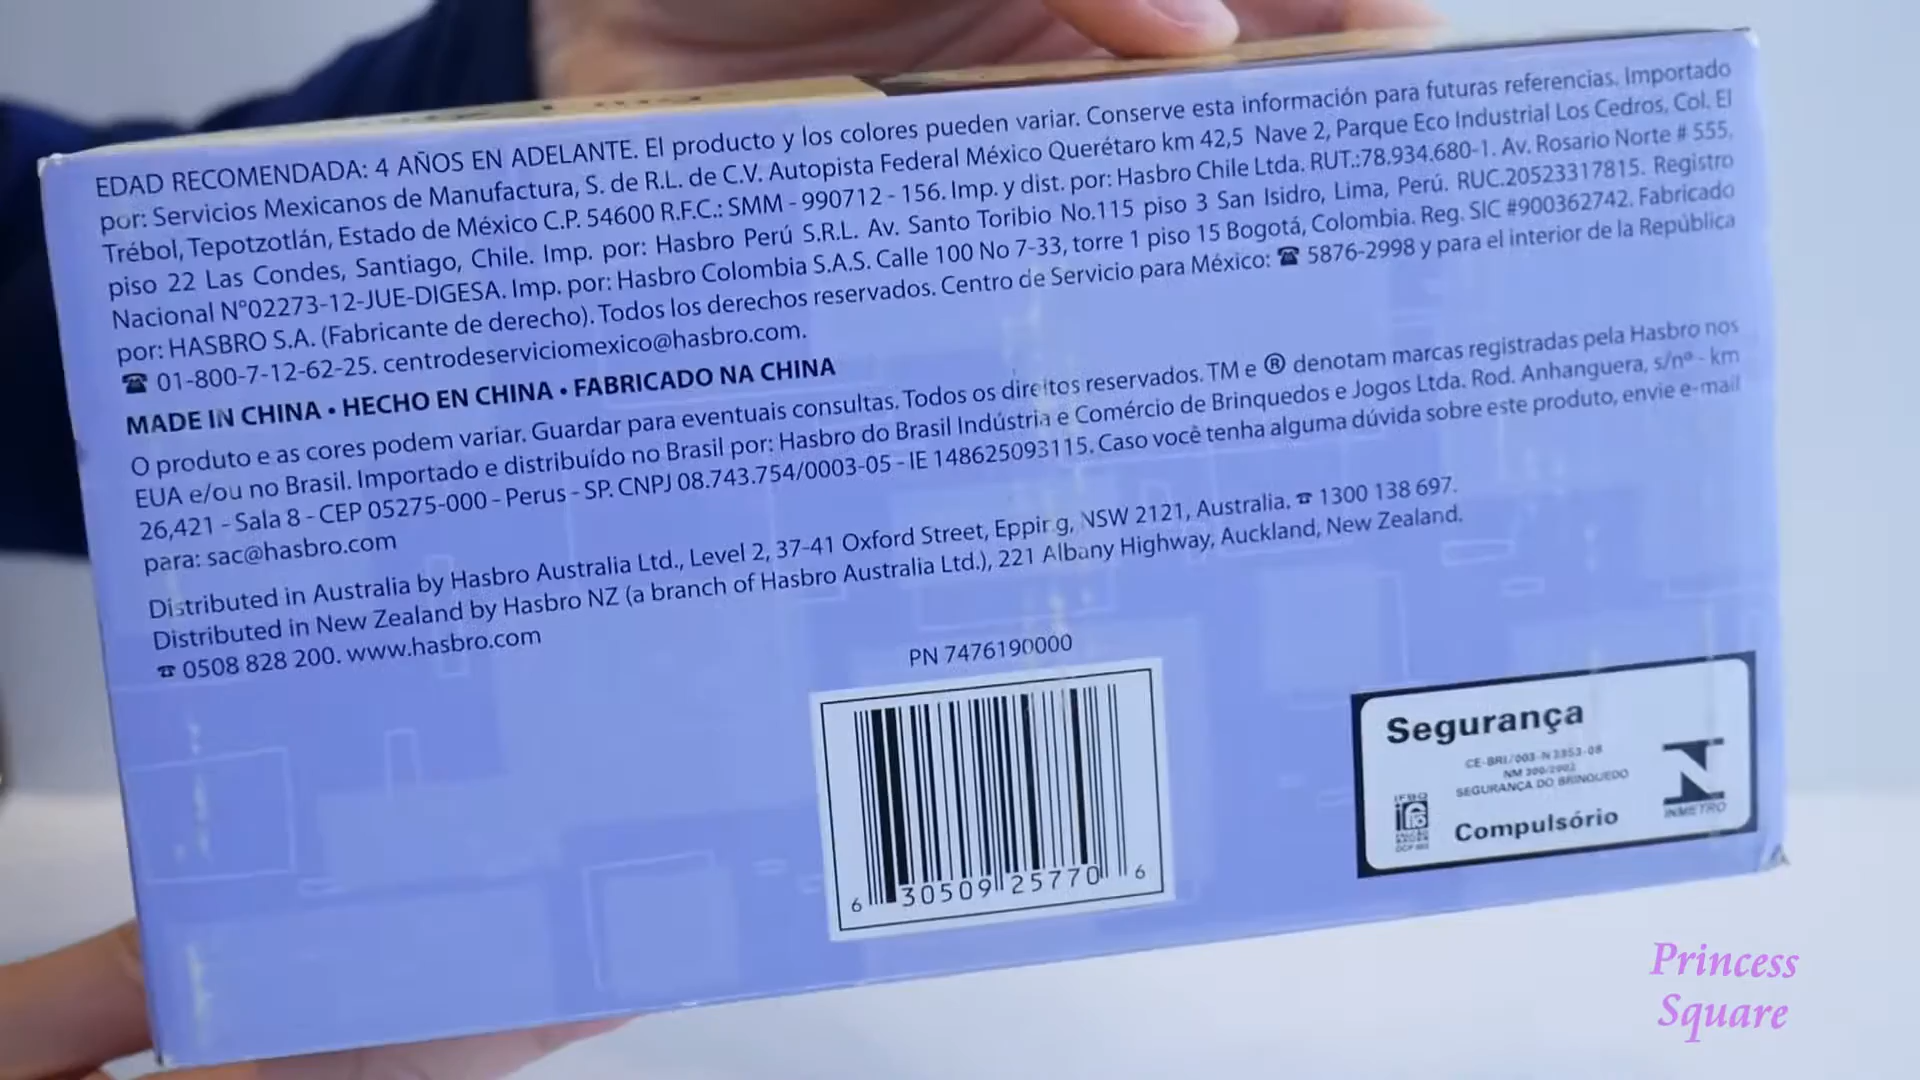 EDAD RECOMENDADA: 4 AÑOS EN ADELANTE. El producto y los colores pueden variar. Conserve esta información para futuras referencias. Importado
por: Servicios Mexicanos de Manufactura, S. de R.L. de C.V. Autopista Federal México Querétaro km 42,5 Nave 2, Parque Eco Industrial Los Cedros, Col. El
Trébol, Tepotzotlán, Estado de México C.P. 54600 R.F.C.: SMM - 990712 - 156. Imp. y dist. por: Hasbro Chile Ltda. RUT.:78.934.680-1. Av. Rosario Norte # 555,
piso 22 Las Condes, Santiago, Chile. Imp. por: Hasbro Perú S.R.L. Av. Santo Toribio No.115 piso 3 San Isidro, Lima, Perú. RUC.20523317815. Registro
Nacional N°02273-12-JUE-DIGESA. Imp. por: Hasbro Colombia S.A.S. Calle 100 No 7-33, torre 1 piso 15 Bogotá, Colombia. Reg. SIC #900362742. Fabricado
por: HASBRO S.A. (Fabricante de derecho). Todos los derechos reservados. Centro de Servicio para México: ☎ 5876-2998 y para el interior de la República
☎ 01-800-7-12-62-25. centrodeserviciomexico@hasbro.com.
MADE IN CHINA • HECHO EN CHINA • FABRICADO NA CHINA
O produto e as cores podem variar. Guardar para eventuais consultas. Todos os direitos reservados. TM e ® denotam marcas registradas pela Hasbro nos
EUA e/ou no Brasil. Importado e distribuído no Brasil por: Hasbro do Brasil Indústria e Comércio de Brinquedos e Jogos Ltda. Rod. Anhanguera, s/nº - km
26,421 - Sala 8 - CEP 05275-000 - Perus - SP. CNPJ 08.743.754/0003-05 - IE 148625093115. Caso você tenha alguma dúvida sobre este produto, envie e-mail
para: sac@hasbro.com
Distributed in Australia by Hasbro Australia Ltd., Level 2, 37-41 Oxford Street, Epping, NSW 2121, Australia. ☎ 1300 138 697.
Distributed in New Zealand by Hasbro NZ (a branch of Hasbro Australia Ltd.), 221 Albany Highway, Auckland, New Zealand.
☎ 0508 828 200. www.hasbro.com
PN 7476190000
6 30509 25770 6
Segurança
CE-BRI/003-N 2353-08
NM 300/2002
SEGURANÇA DO BRINQUEDO
Compulsório
INMETRO
Princess
Square